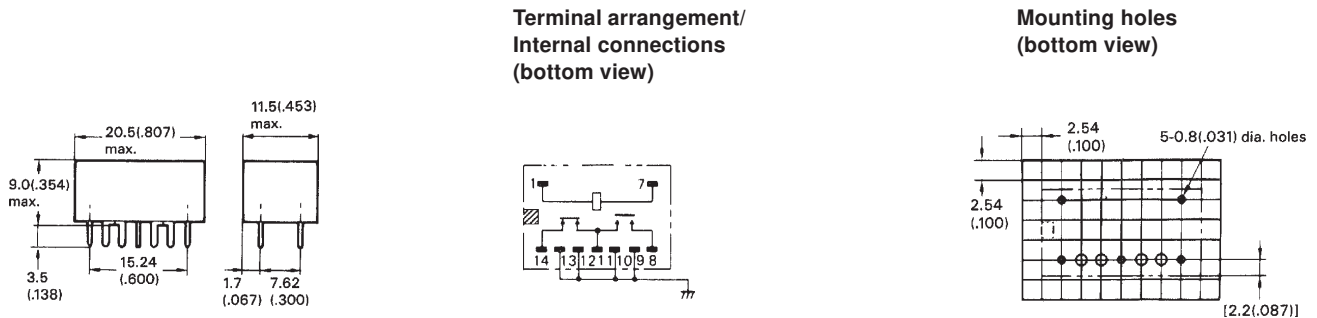 Terminal arrangement/
Internal connections
(bottom view)
Mounting holes
(bottom view)
20.5(.807)
max.
9.0(.354)
max.
15.24
(.600)
3.5
(.138)
11.5(.453)
max.
1.7
(.067)
7.62
(.300)
1
7
14 13 12 11 10 9 8
2.54
(.100)
5-0.8(.031) dia. holes
2.54
(.100)
[2.2(.087)]